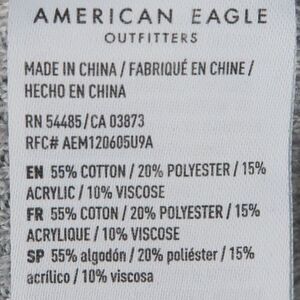 AMERICAN EAGLE
OUTFITTERS
MADE IN CHINA / FABRIQUÉ EN CHINE /
HECHO EN CHINA
RN 54485/CA 03873
RFC# AEM120605U9A
EN 55% COTTON / 20% POLYESTER / 15%
ACRYLIC / 10% VISCOSE
FR 55% COTON / 20% POLYESTER / 15%
ACRYLIQUE / 10% VISCOSE
SP 55% algodón / 20% poliéster / 15%
acrílico / 10% viscosa